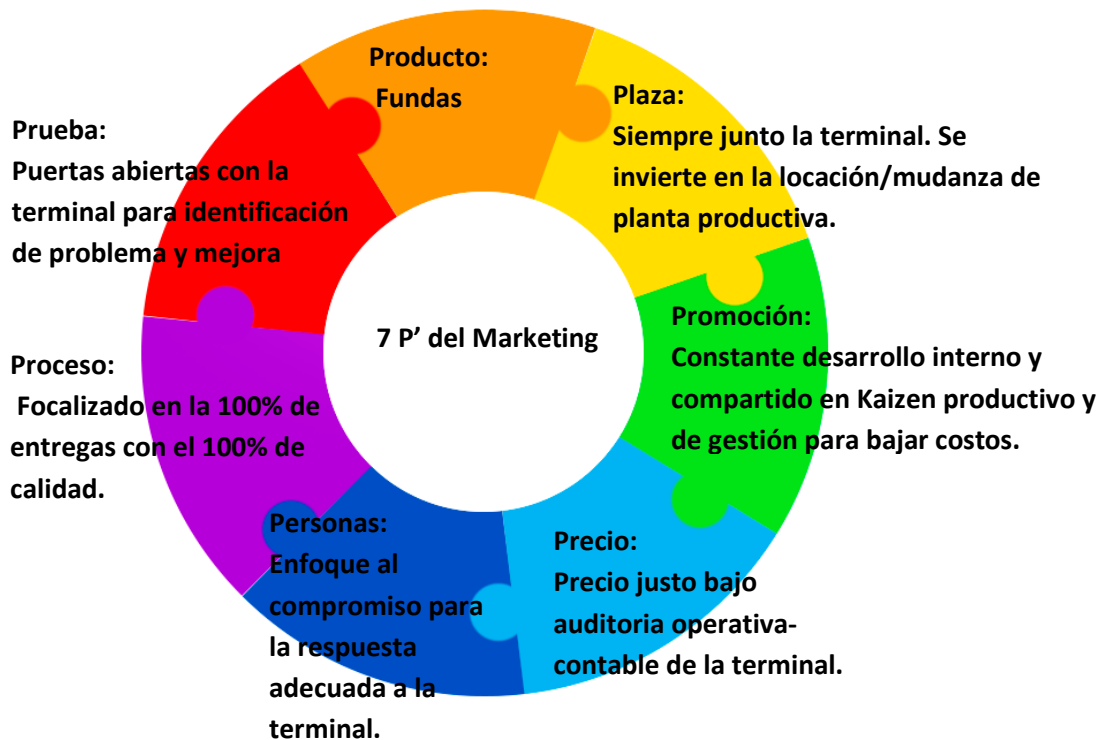 Producto:
Fundas
Plaza:
Siempre junto la terminal. Se
invierte en la locación/mudanza de
planta productiva.
Promoción:
Constante desarrollo interno y
compartido en Kaizen productivo y
de gestión para bajar costos.
Precio:
Precio justo bajo
auditoria operativa-
contable de la terminal.
Personas:
Enfoque al
compromiso para
la respuesta
adecuada a la
terminal.
Proceso:
Focalizado en la 100% de
entregas con el 100% de
calidad.
Prueba:
Puertas abiertas con la
terminal para identificación
de problema y mejora
7 P’ del Marketing